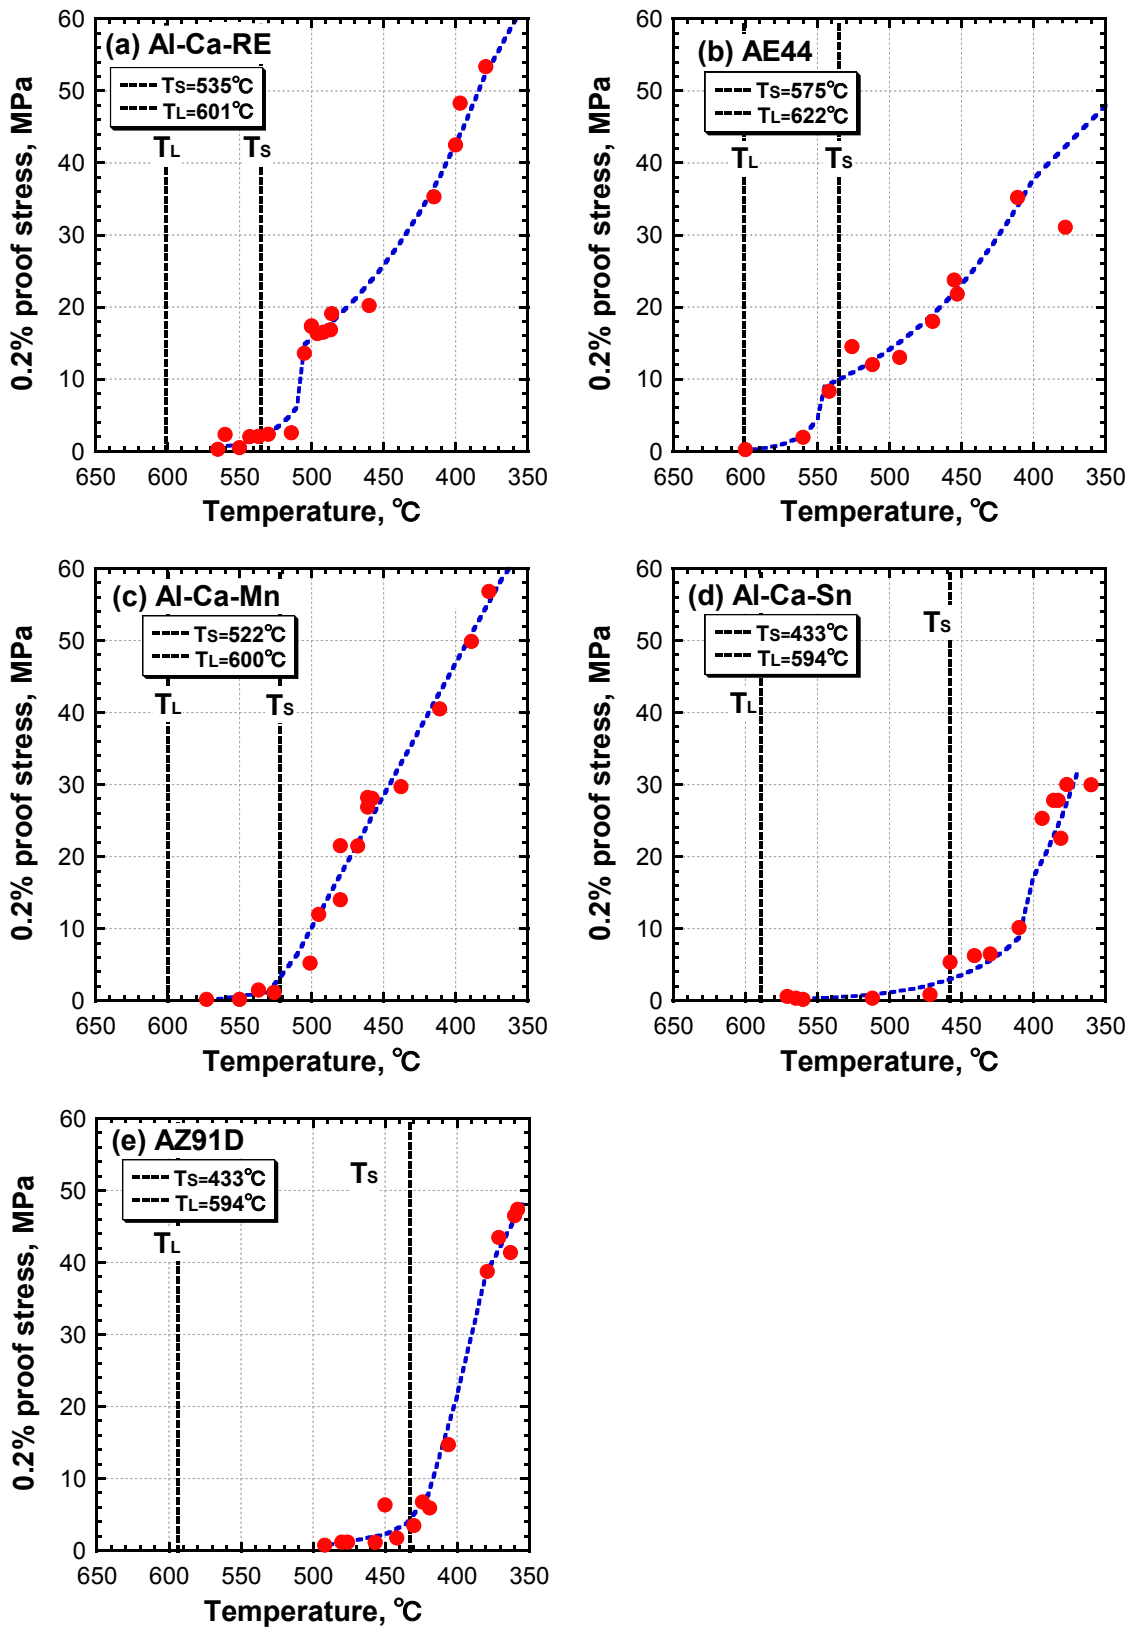 60
50
40
30
20
10
0
0.2% proof stress, MPa
(a) Al-Ca-RE
Ts=535℃
TL=601℃
TL
Ts
650 600 550 500 450 400 350
Temperature, ℃
60
50
40
30
20
10
0
0.2% proof stress, MPa
(b) AE44
Ts=575℃
TL=622℃
TL
Ts
650 600 550 500 450 400 350
Temperature, ℃
60
50
40
30
20
10
0
0.2% proof stress, MPa
(c) Al-Ca-Mn
Ts=522℃
TL=600℃
TL
Ts
650 600 550 500 450 400 350
Temperature, ℃
60
50
40
30
20
10
0
0.2% proof stress, MPa
(d) Al-Ca-Sn
Ts
Ts=433℃
TL=594℃
TL
650 600 550 500 450 400 350
Temperature, ℃
60
50
40
30
20
10
0
0.2% proof stress, MPa
(e) AZ91D
Ts=433℃
TL=594℃
Ts
TL
650 600 550 500 450 400 350
Temperature, ℃